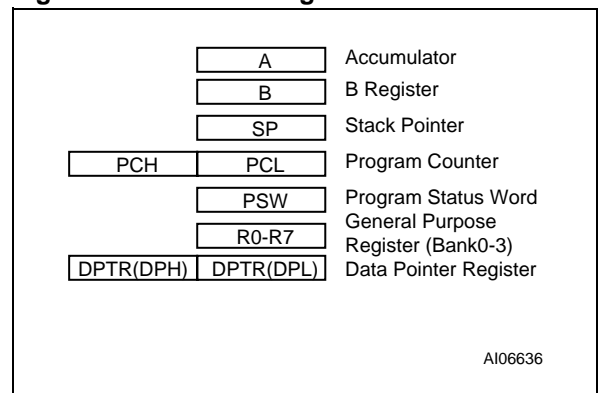 A Accumulator
B B Register
SP Stack Pointer
PCH PCL Program Counter
PSW Program Status Word
R0-R7 General Purpose
Register (Bank0-3)
DPTR(DPH) DPTR(DPL) Data Pointer Register
AI06636